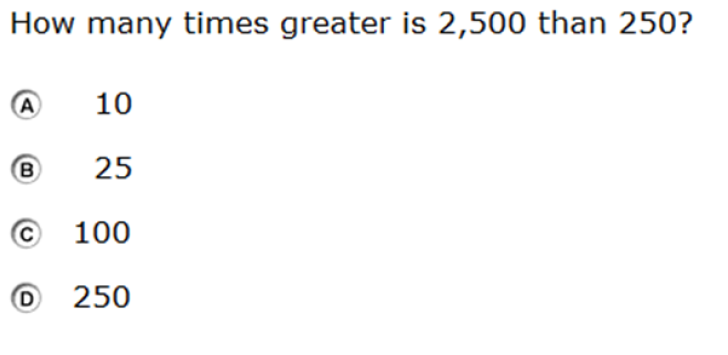 How many times greater is 2,500 than 250?
A 10
B 25
C 100
D 250